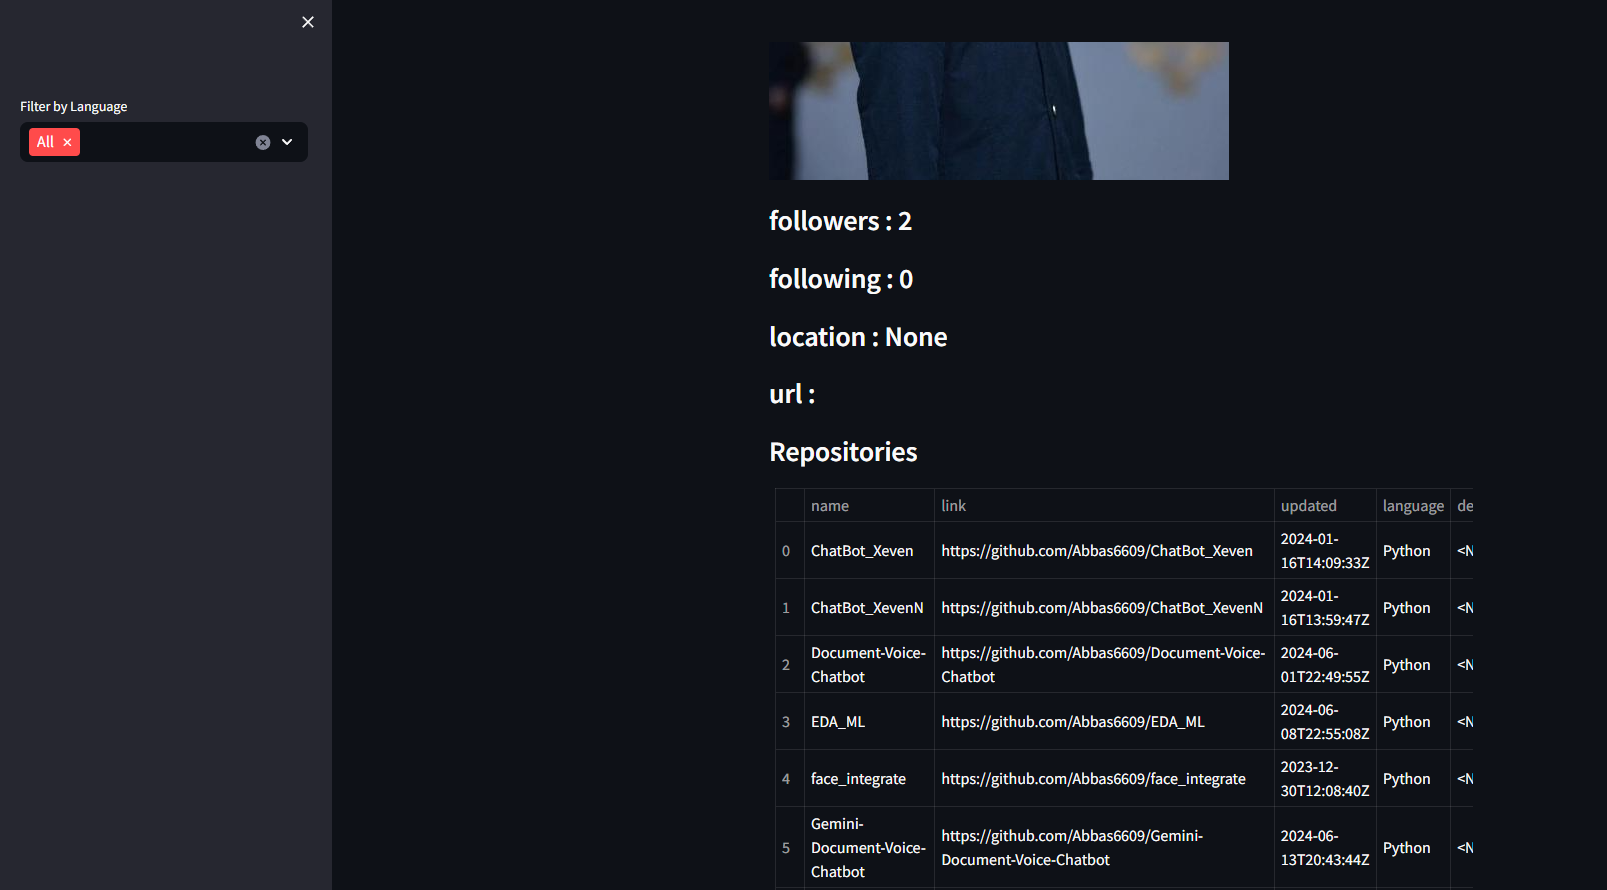 Filter by Language
All
followers : 2
following : 0
location : None
url :
Repositories
name link updated language de
0 ChatBot_Xeven https://github.com/Abbas6609/ChatBot_Xeven 2024-01-
16T14:09:33Z Python <N
1 ChatBot_XevenN https://github.com/Abbas6609/ChatBot_XevenN 2024-01-
16T13:59:47Z Python <N
2 Document-Voice-
Chatbot https://github.com/Abbas6609/Document-Voice-
Chatbot 2024-06-
01T22:49:55Z Python <N
3 EDA_ML https://github.com/Abbas6609/EDA_ML 2024-06-
08T22:55:08Z Python <N
4 face_integrate https://github.com/Abbas6609/face_integrate 2023-12-
30T12:08:40Z Python <N
5 Gemini-
Document-Voice-
Chatbot https://github.com/Abbas6609/Gemini-
Document-Voice-Chatbot 2024-06-
13T20:43:44Z Python <N